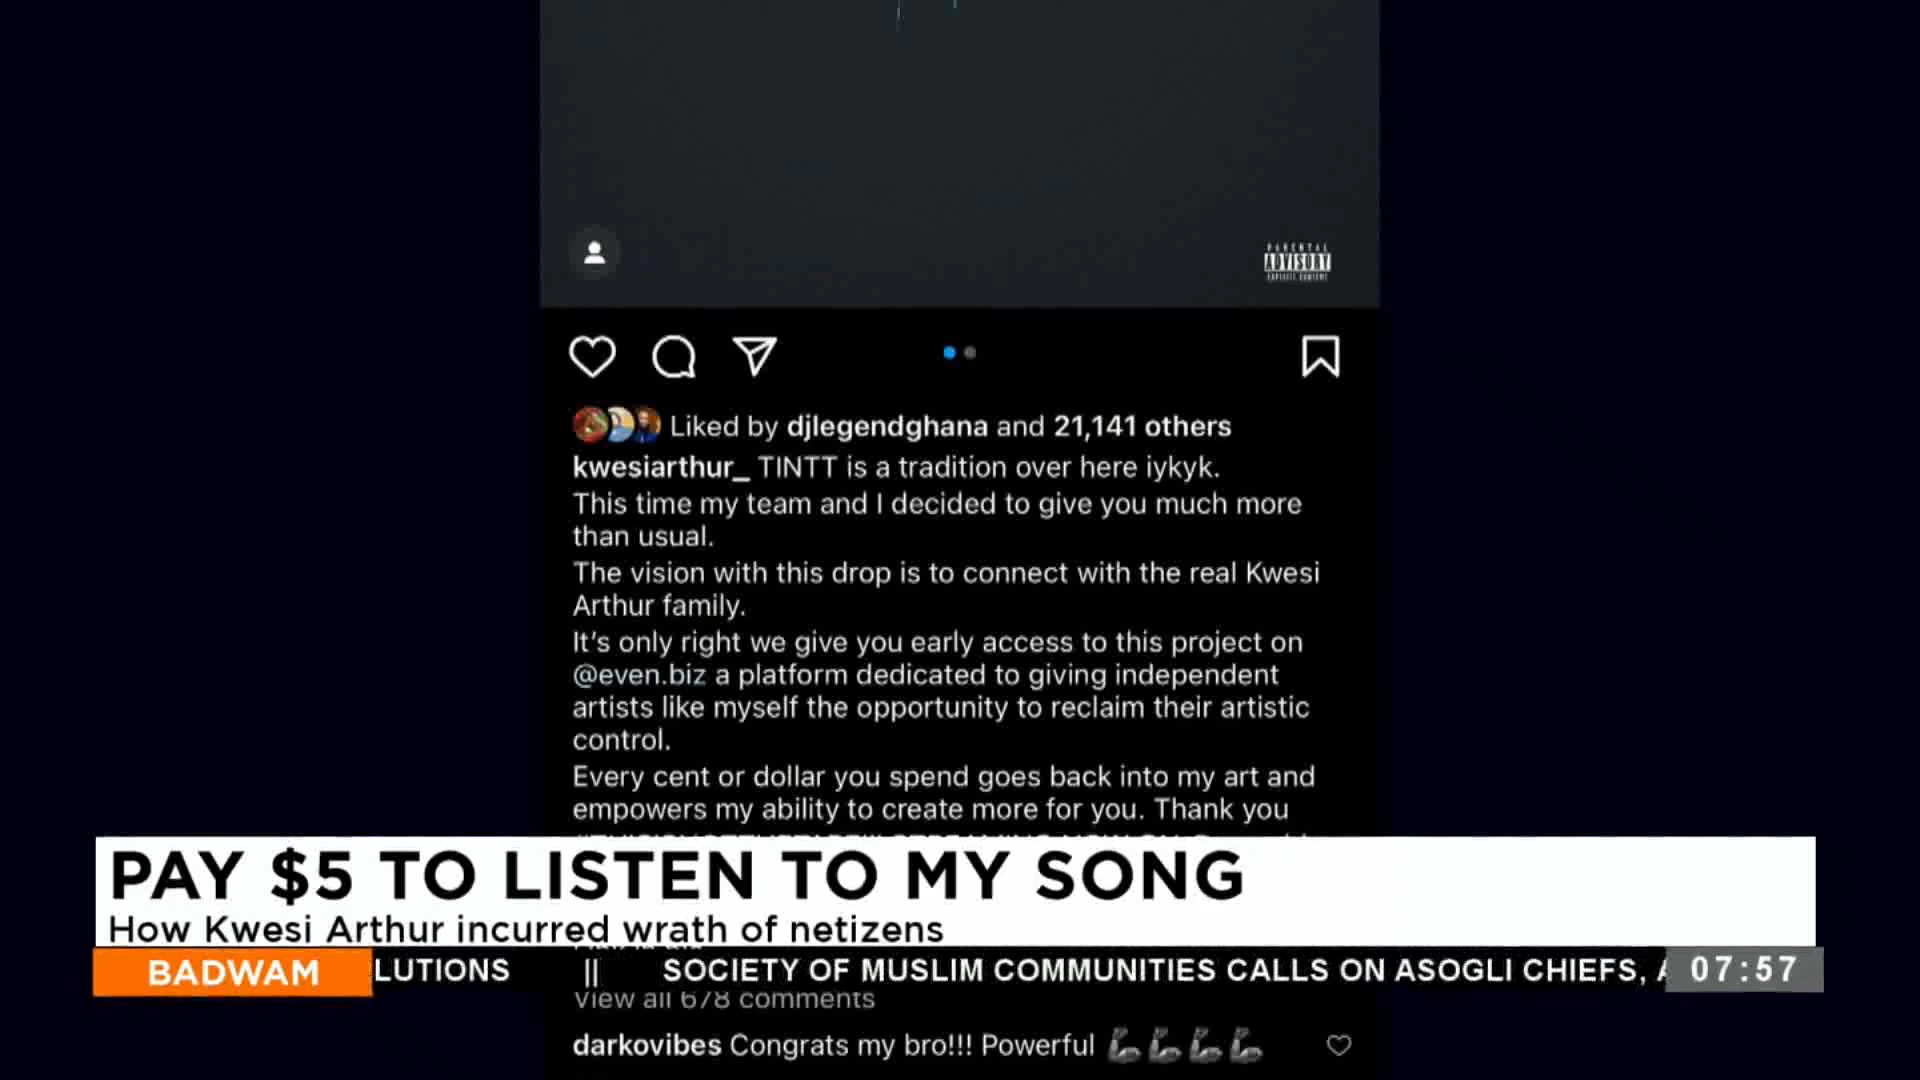 PARENTAL
ADVISORY
EXPLICIT CONTENT
Liked by djlegendghana and 21,141 others
kwesiarthur_ TINTT is a tradition over here iykyk.
This time my team and I decided to give you much more
than usual.
The vision with this drop is to connect with the real Kwesi
Arthur family.
It's only right we give you early access to this project on
@even.biz a platform dedicated to giving independent
artists like myself the opportunity to reclaim their artistic
control.
Every cent or dollar you spend goes back into my art and
empowers my ability to create more for you. Thank you
PAY $5 TO LISTEN TO MY SONG
How Kwesi Arthur incurred wrath of netizens
BADWAM LUTIONS || SOCIETY OF MUSLIM COMMUNITIES CALLS ON ASOGLI CHIEFS, 07:57
View all 678 comments
darkovibes Congrats my bro!!! Powerful